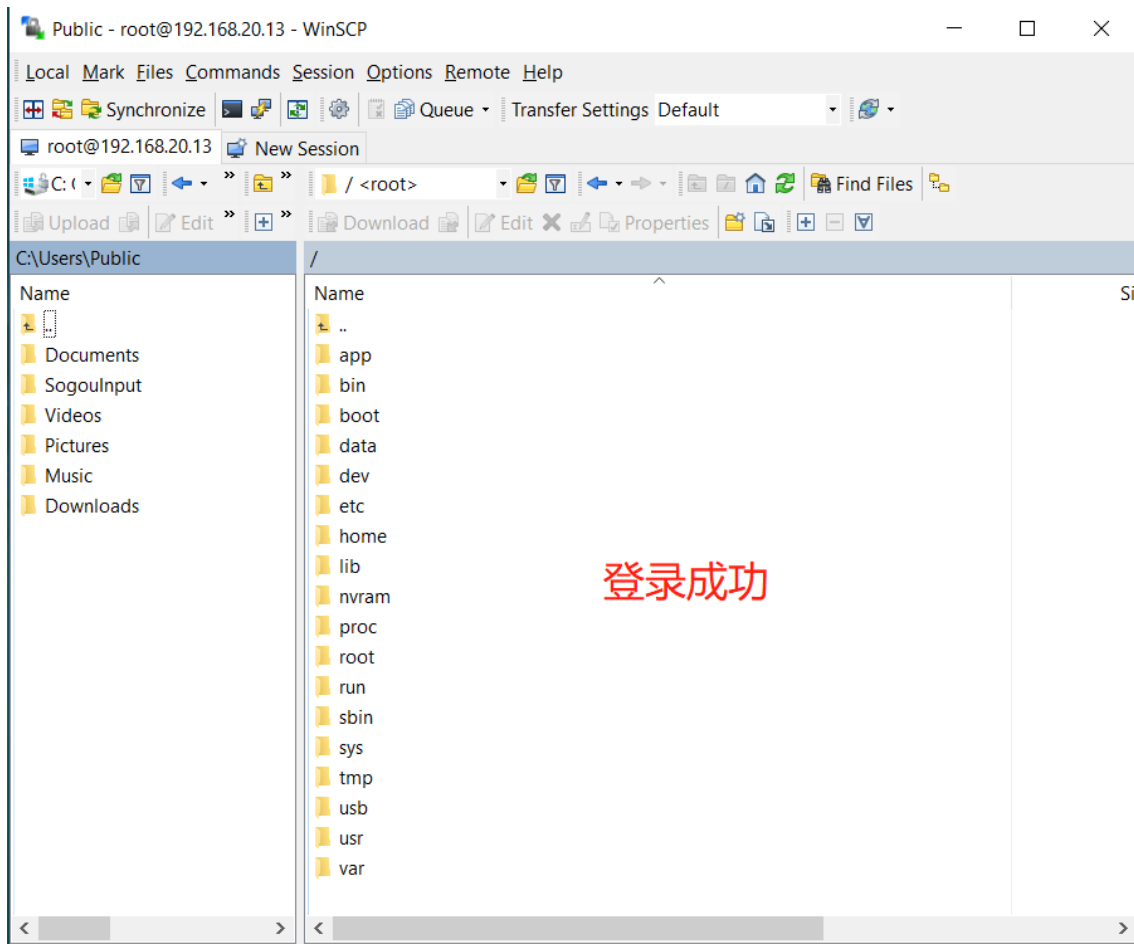 Public - root@192.168.20.13 - WinSCP
Local Mark Files Commands Session Options Remote Help
Synchronize Queue Transfer Settings Default
root@192.168.20.13 New Session
C: ( / <root> Find Files
Upload Edit Download Edit Properties
C:\Users\Public
/
Name
..
Documents
SogouInput
Videos
Pictures
Music
Downloads
Name
Si
..
app
bin
boot
data
dev
etc
home
lib
nvram
proc
root
run
sbin
sys
tmp
usb
usr
var
登录成功